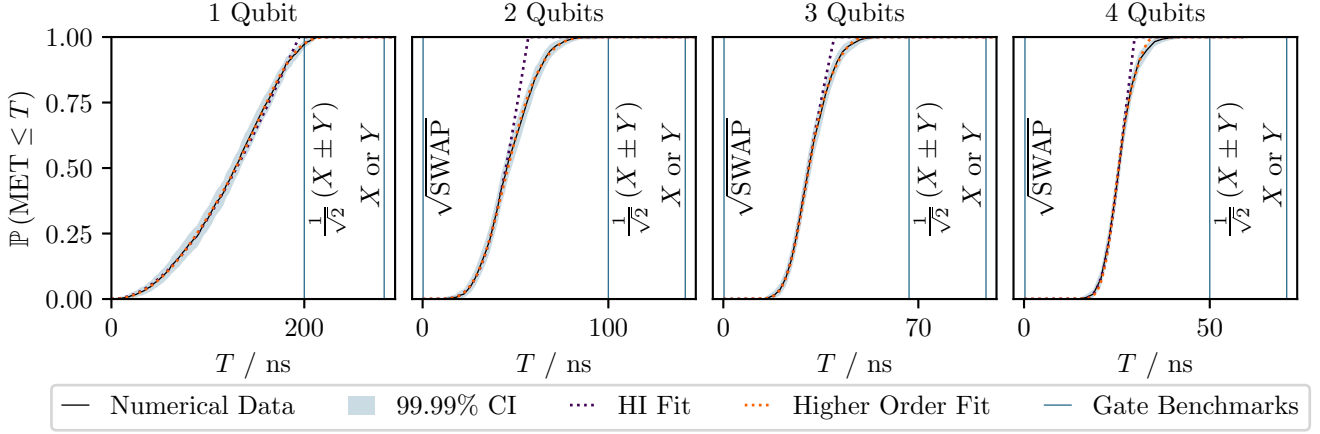 1 Qubit
2 Qubits
3 Qubits
4 Qubits
ℙ (MET ≤ T)
1.00
0.75
0.50
0.25
0.00
1/√2 (X ± Y)
X or Y
√SWAP
1/√2 (X ± Y)
X or Y
√SWAP
1/√2 (X ± Y)
X or Y
√SWAP
1/√2 (X ± Y)
X or Y
0 200
0 100
0 70
0 50
T / ns
T / ns
T / ns
T / ns
Numerical Data
99.99% CI
HI Fit
Higher Order Fit
Gate Benchmarks